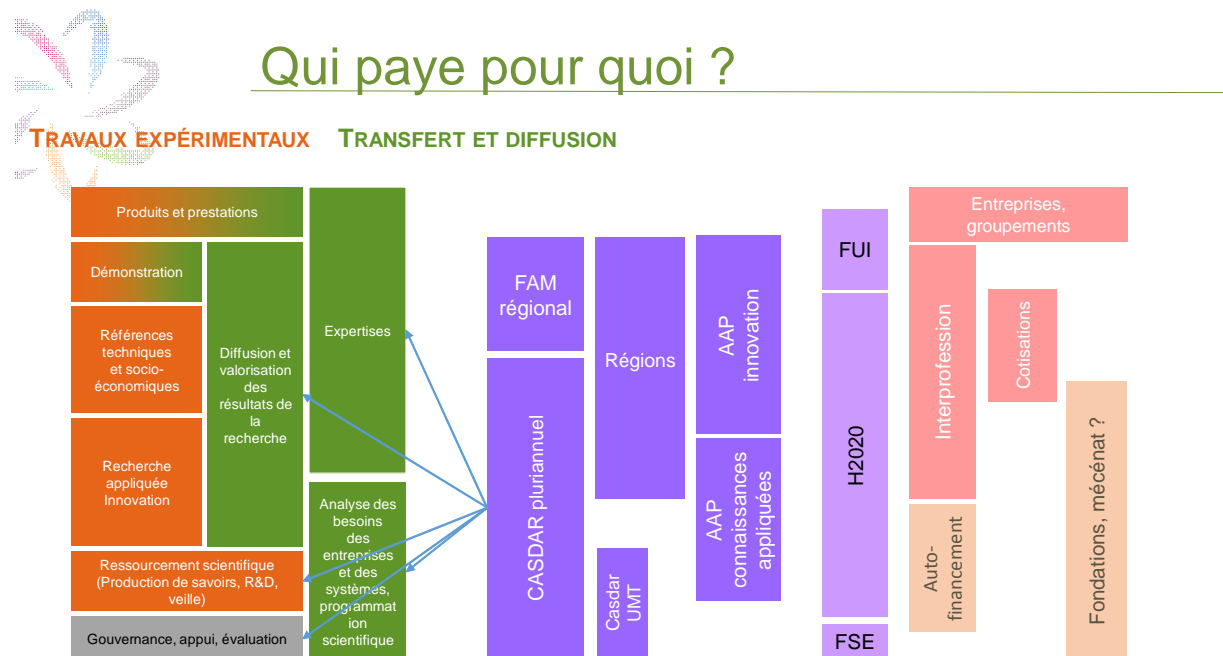 Qui paye pour quoi ?
TRAVAUX EXPÉRIMENTAUX
TRANSFERT ET DIFFUSION
Produits et prestations
Démonstration
Références
techniques
et socio-
économiques
Recherche
appliquée
Innovation
Diffusion et
valorisation
des
résultats de
la
recherche
Ressourcement scientifique
(Production de savoirs, R&D,
veille)
Gouvernance, appui, évaluation
Expertises
Analyse des
besoins
des
entreprises
et des
systèmes,
programmat
ion
scientifique
FAM
régional
CASDAR pluriannuel
Régions
Casdar
UMT
AAP
innovation
AAP
connaissances
appliquées
FUI
H2020
FSE
Entreprises,
groupements
Interprofession
Auto-
financement
Cotisations
Fondations, mécénat ?